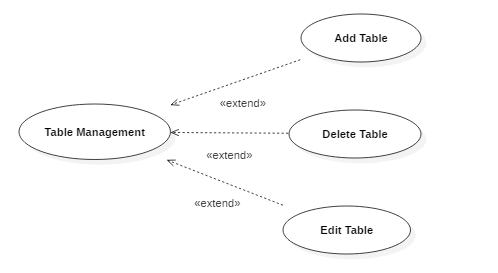 Add Table
«extend»
Table Management
Delete Table
«extend»
«extend»
Edit Table